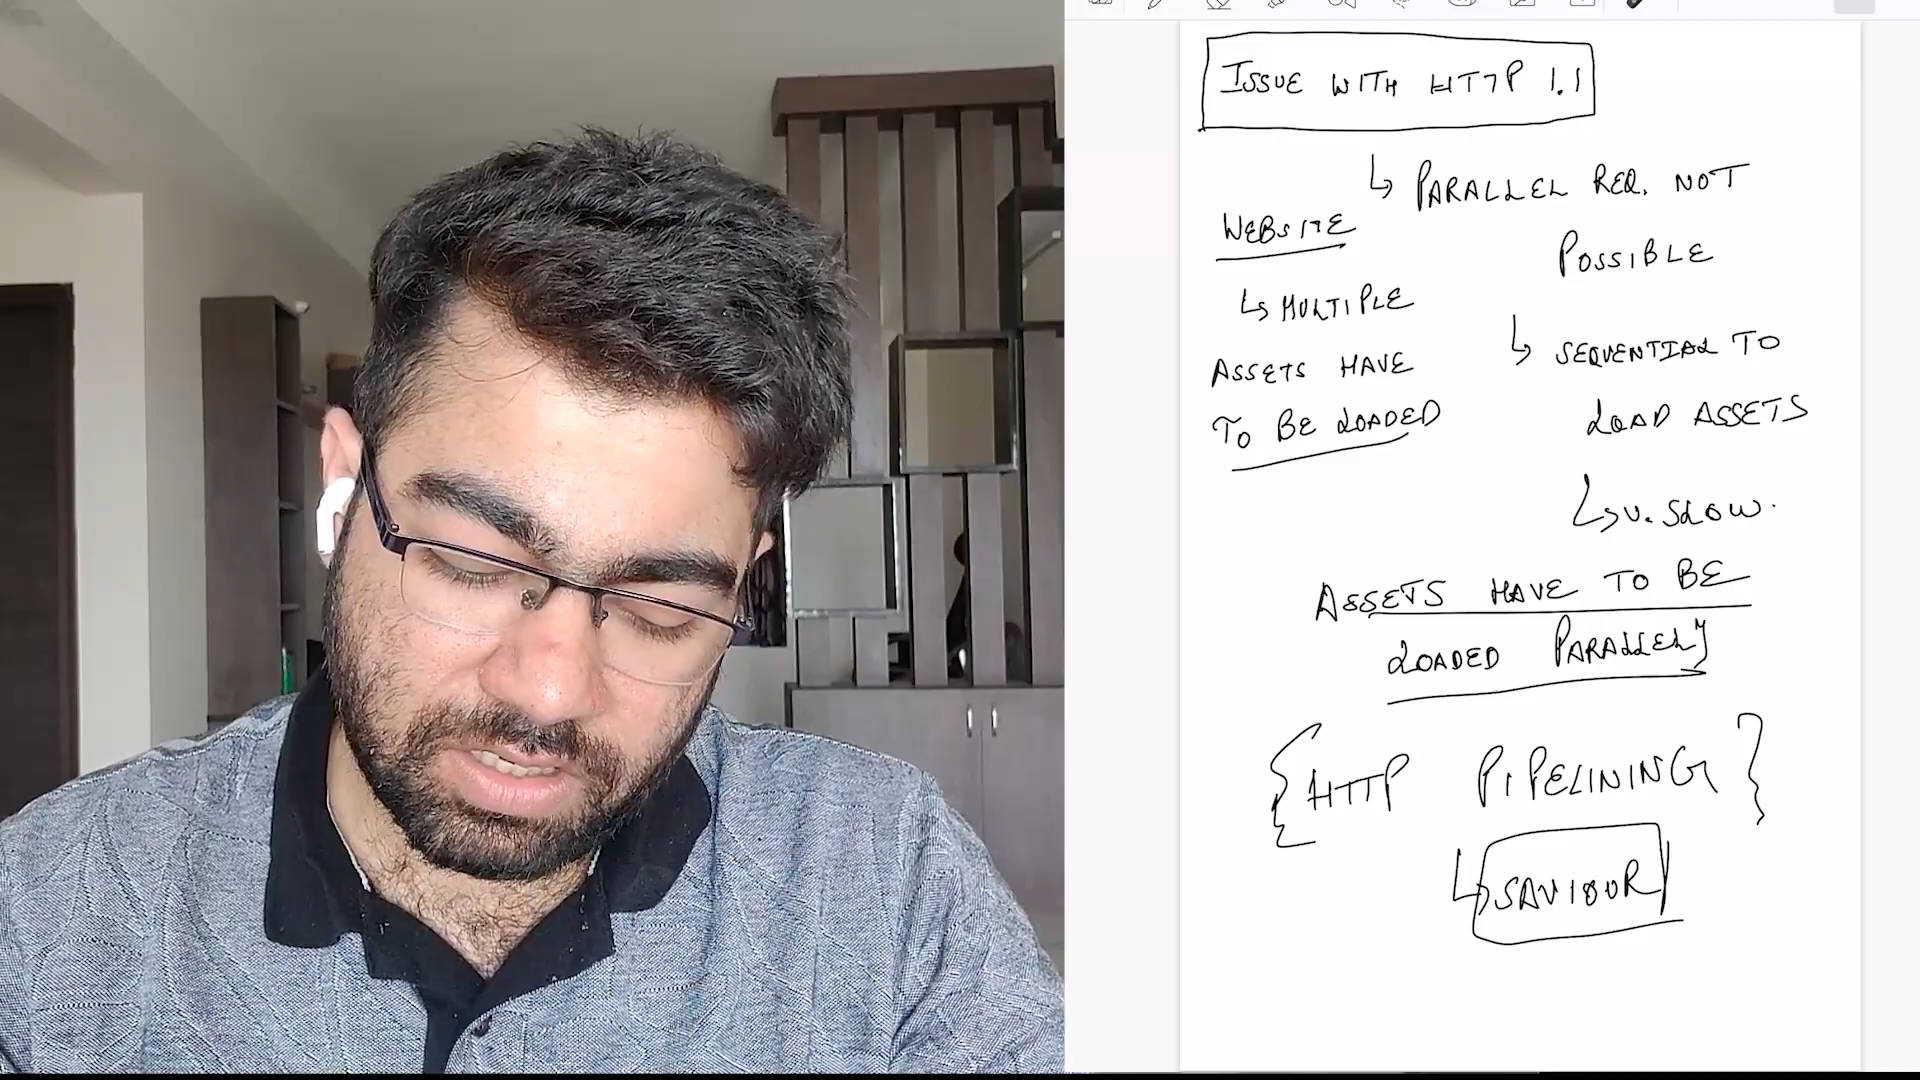 ISSUE WITH HTTP 1.1
↳ PARALLEL REQ. NOT
POSSIBLE
WEBSITE
↳ MULTIPLE
ASSETS HAVE
TO BE LOADED
↳ SEQUENTIAL TO
LOAD ASSETS
↳ V. SLOW.
ASSETS HAVE TO BE
LOADED PARALLELY
{HTTP PIPELINING}
↳ SAVIOUR